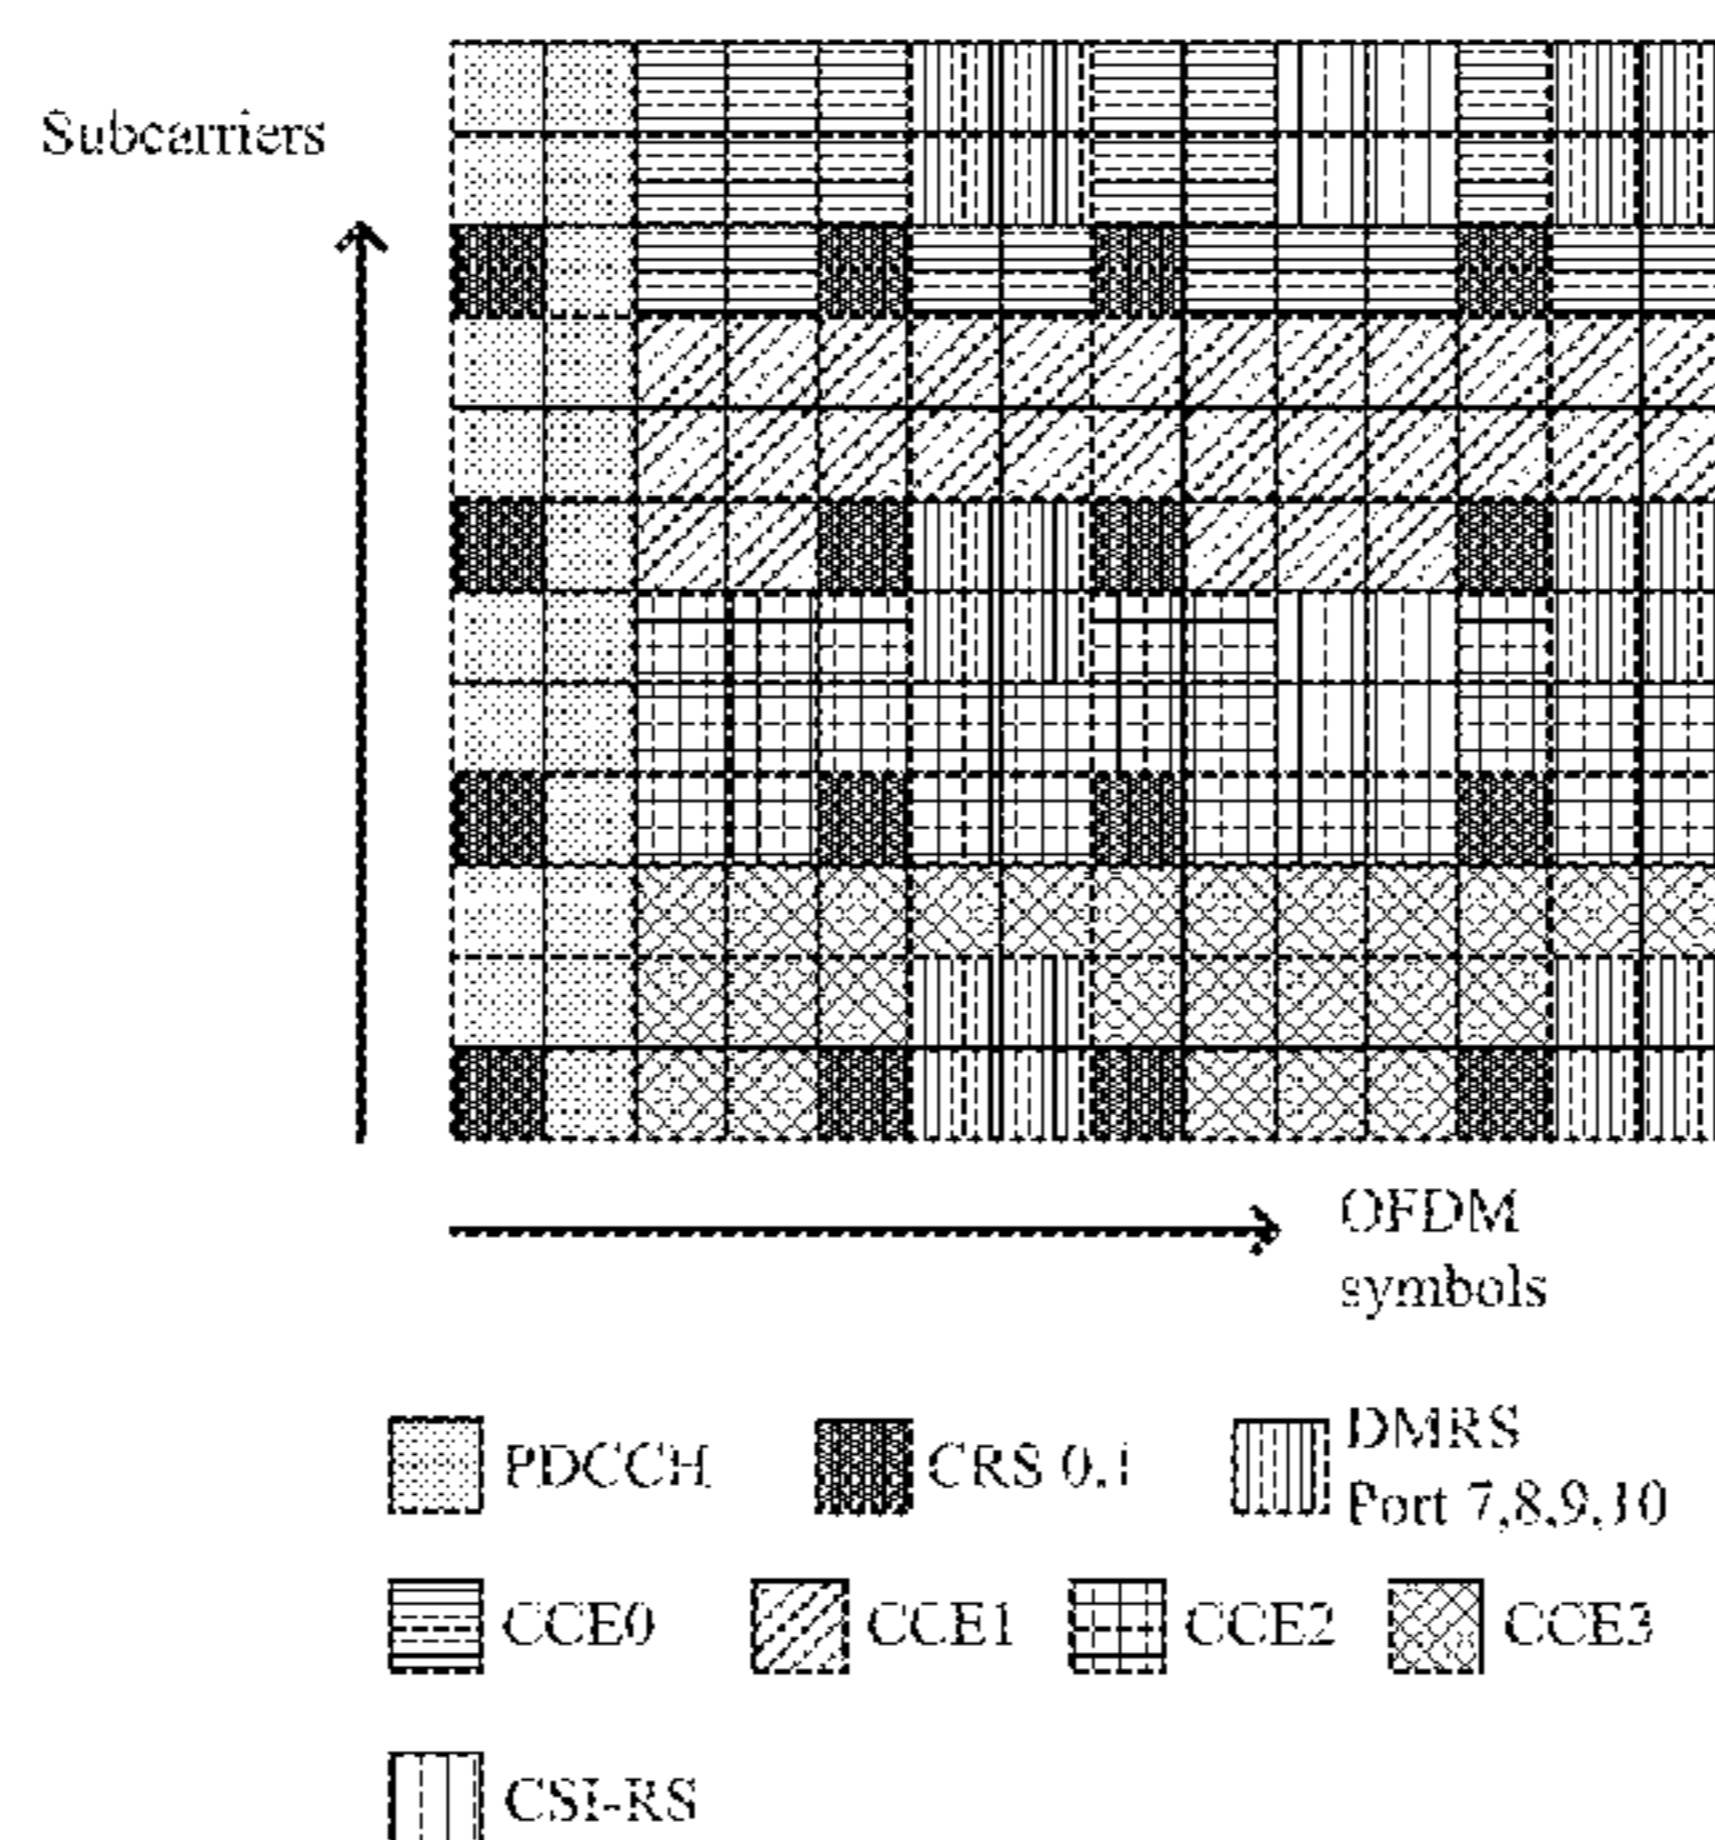 Subcarriers
OFDM
symbols
PDCCH
CRS 0,1
DMRS
Port 7,8,9,10
CCE0
CCE1
CCE2
CCE3
CSI-RS